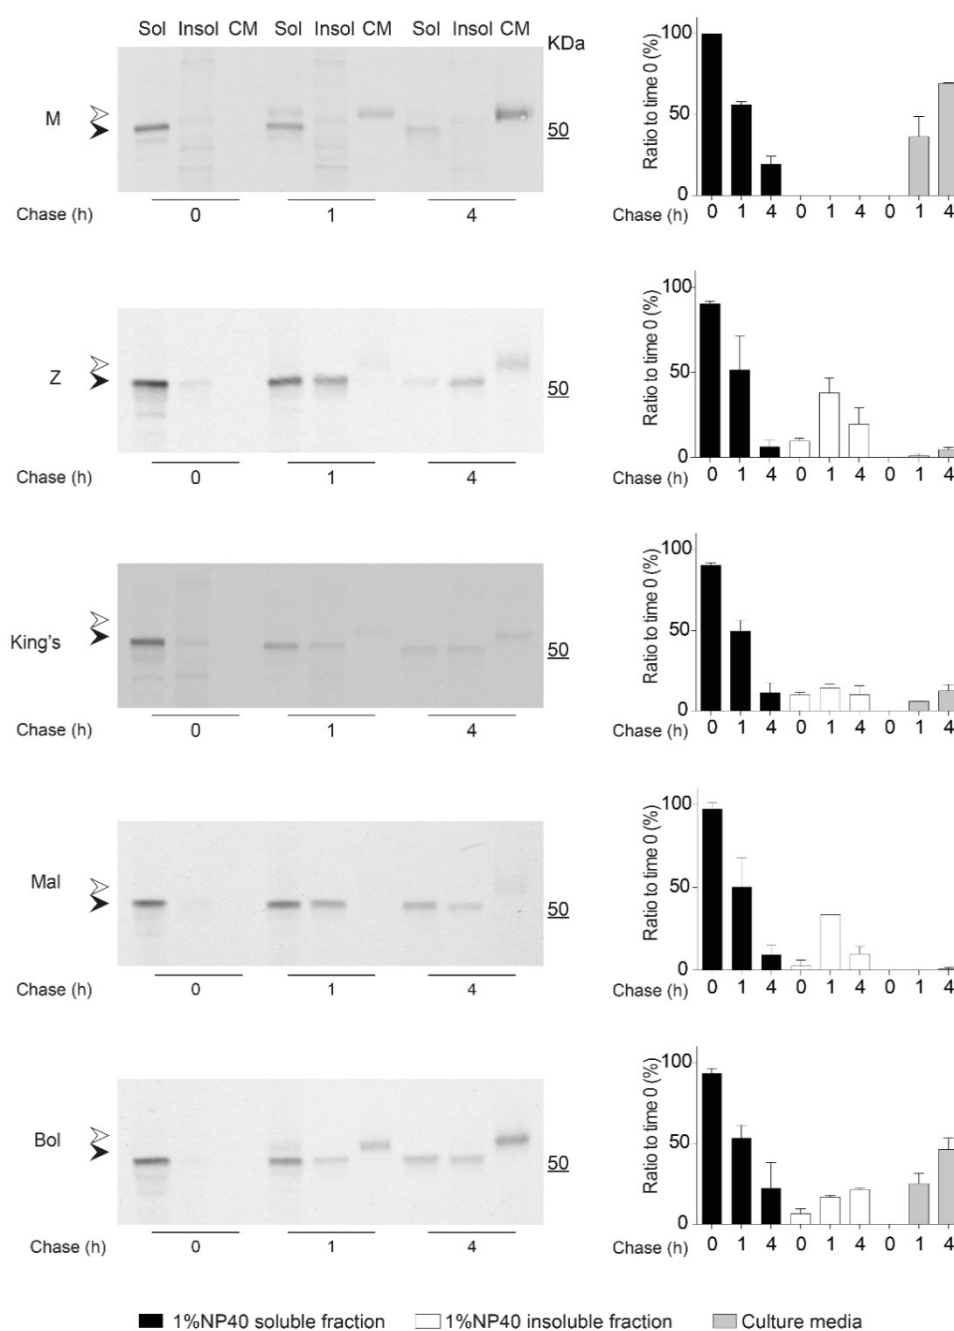 Sol Insol CM Sol Insol CM Sol Insol CM
KDa
M
50
Chase (h) 0 1 4
Ratio to time 0 (%)
100
50
0
0 1 4 0 1 4 0 1 4
Z
50
Chase (h) 0 1 4
Ratio to time 0 (%)
100
50
0
Chase (h) 0 1 4 0 1 4 0 1 4
King's
50
Chase (h) 0 1 4
Ratio to time 0 (%)
100
50
0
Chase (h) 0 1 4 0 1 4 0 1 4
Mal
50
Chase (h) 0 1 4
Ratio to time 0 (%)
100
50
0
Chase (h) 0 1 4 0 1 4 0 1 4
Bol
50
Chase (h) 0 1 4
Ratio to time 0 (%)
100
50
0
Chase (h) 0 1 4 0 1 4 0 1 4
1%NP40 soluble fraction 1%NP40 insoluble fraction Culture media